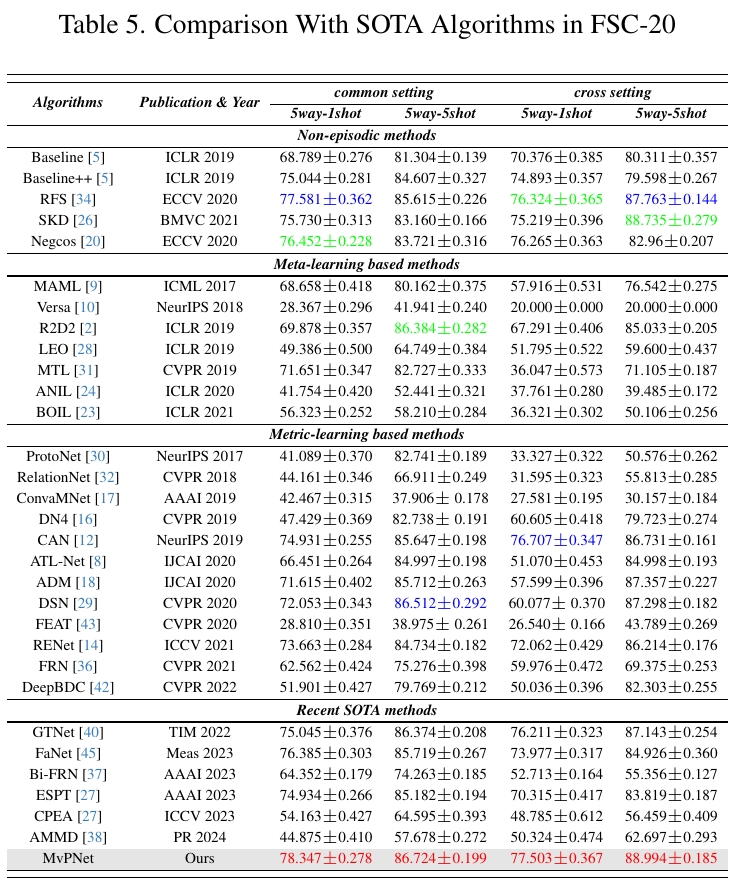 Table 5. Comparison With SOTA Algorithms in FSC-20
Algorithms Publication & Year common setting cross setting
5way-1shot 5way-5shot 5way-1shot 5way-5shot
Non-episodic methods
Baseline [5] ICLR 2019 68.789±0.276 81.304±0.139 70.376±0.385 80.311±0.357
Baseline++ [5] ICLR 2019 75.044±0.281 84.607±0.327 74.893±0.357 79.598±0.267
RFS [34] ECCV 2020 77.581±0.362 85.615±0.226 76.324±0.365 87.763±0.144
SKD [26] BMVC 2021 75.730±0.313 83.160±0.166 75.219±0.396 88.735±0.279
Negcos [20] ECCV 2020 76.452±0.228 83.721±0.316 76.265±0.363 82.96±0.207
Meta-learning based methods
MAML [9] ICML 2017 68.658±0.418 80.162±0.375 57.916±0.531 76.542±0.275
Versa [10] NeurIPS 2018 28.367±0.296 41.941±0.240 20.000±0.000 20.000±0.000
R2D2 [2] ICLR 2019 69.878±0.357 86.384±0.282 67.291±0.406 85.033±0.205
LEO [28] ICLR 2019 49.386±0.500 64.749±0.384 51.795±0.522 59.600±0.437
MTL [31] CVPR 2019 71.651±0.347 82.727±0.333 36.047±0.573 71.105±0.187
ANIL [24] ICLR 2020 41.754±0.420 52.441±0.321 37.761±0.280 39.485±0.172
BOIL [23] ICLR 2021 56.323±0.252 58.210±0.284 36.321±0.302 50.106±0.256
Metric-learning based methods
ProtoNet [30] NeurIPS 2017 41.089±0.370 82.741±0.189 33.327±0.322 50.576±0.262
RelationNet [32] CVPR 2018 44.161±0.346 66.911±0.249 31.595±0.323 55.813±0.285
ConvaMNet [17] AAAI 2019 42.467±0.315 37.906± 0.178 27.581±0.195 30.157±0.184
DN4 [16] CVPR 2019 47.429±0.369 82.738± 0.191 60.605±0.418 79.723±0.274
CAN [12] NeurIPS 2019 74.931±0.255 85.647±0.198 76.707±0.347 86.731±0.161
ATL-Net [8] IJCAI 2020 66.451±0.264 84.997±0.198 51.070±0.453 84.998±0.193
ADM [18] IJCAI 2020 71.615±0.402 85.712±0.263 57.599±0.396 87.357±0.227
DSN [29] CVPR 2020 72.053±0.343 86.512±0.292 60.077± 0.370 87.298±0.182
FEAT [43] CVPR 2020 28.810±0.351 38.975± 0.261 26.540± 0.166 43.789±0.269
RENet [14] ICCV 2021 73.663±0.284 84.734±0.182 72.062±0.429 86.214±0.176
FRN [36] CVPR 2021 62.562±0.424 75.276±0.398 59.976±0.472 69.375±0.253
DeepBDC [42] CVPR 2022 51.901±0.427 79.769±0.212 50.036±0.396 82.303±0.255
Recent SOTA methods
GTNet [40] TIM 2022 75.045±0.376 86.374±0.208 76.211±0.323 87.143±0.254
FaNet [45] Meas 2023 76.385±0.303 85.719±0.267 73.977±0.317 84.926±0.360
Bi-FRN [37] AAAI 2023 64.352±0.179 74.263±0.185 52.713±0.164 55.356±0.127
ESPT [27] AAAI 2023 74.934±0.266 85.182±0.194 70.315±0.417 83.819±0.187
CPEA [27] ICCV 2023 54.163±0.427 64.595±0.393 48.785±0.612 56.459±0.409
AMMD [38] PR 2024 44.875±0.410 57.678±0.272 50.324±0.474 62.697±0.293
MvPNet Ours 78.347±0.278 86.724±0.199 77.503±0.367 88.994±0.185